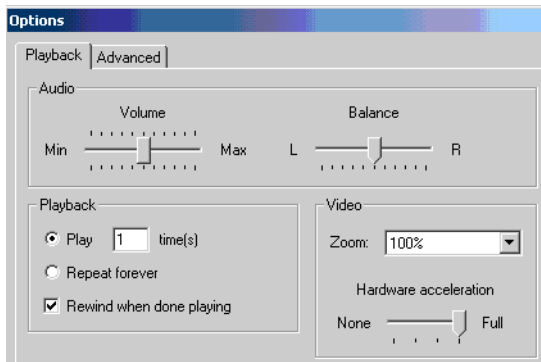 Options
Playback Advanced
Audio
Volume Balance
Min Max L R
Playback
Play 1 time(s)
Repeat forever
Rewind when done playing
Video
Zoom: 100%
Hardware acceleration
None Full